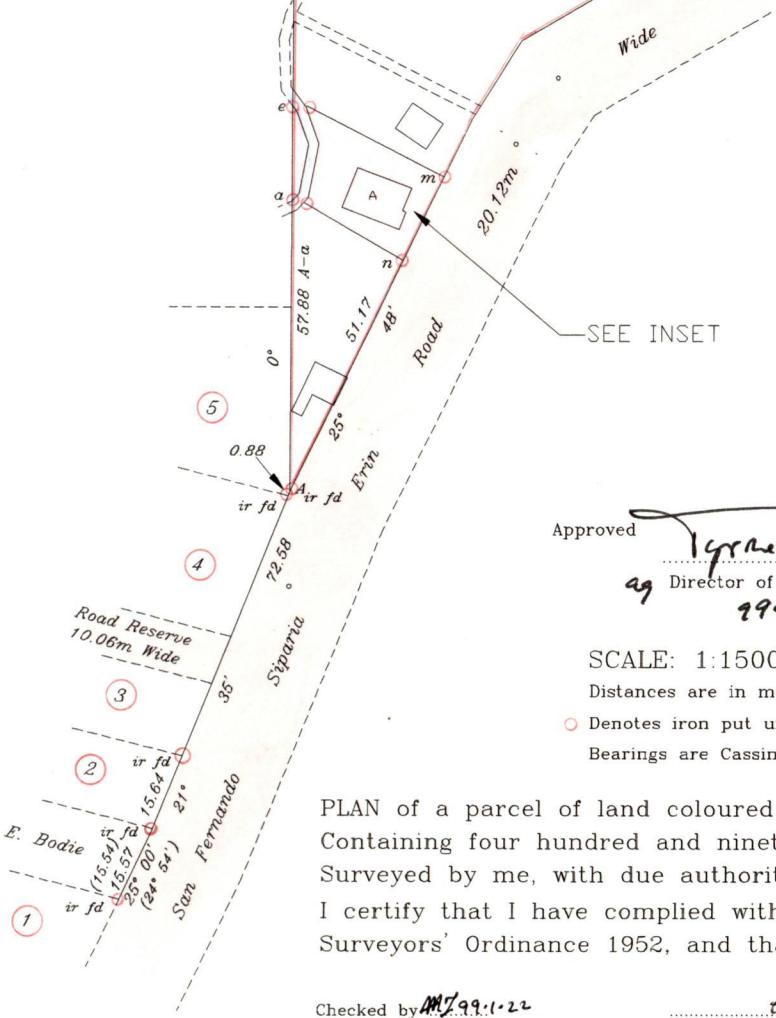 Wide
e
m
20.12m
A
a
n
57.88 A-a
51.17
48'
SEE INSET
Road
0°
5
25°
0.88
Erin
A
ir fd
ir fd
4
72.58
Approved
ag Director of
Road Reserve
10.06m Wide
Siparia
35'
SCALE: 1:1500
Distances are in m
3
Denotes iron put u
ir fd
Bearings are Cassin
2
15.64
21°
PLAN of a parcel of land coloured
Containing four hundred and ninet
Surveyed by me, with due authorit
I certify that I have complied with
Surveyors' Ordinance 1952, and tha
E. Bodie
ir fd
(15.54)
15.57
25° 00'
(24° 54')
San Fernando
ir fd
1
Checked by 99.1.22